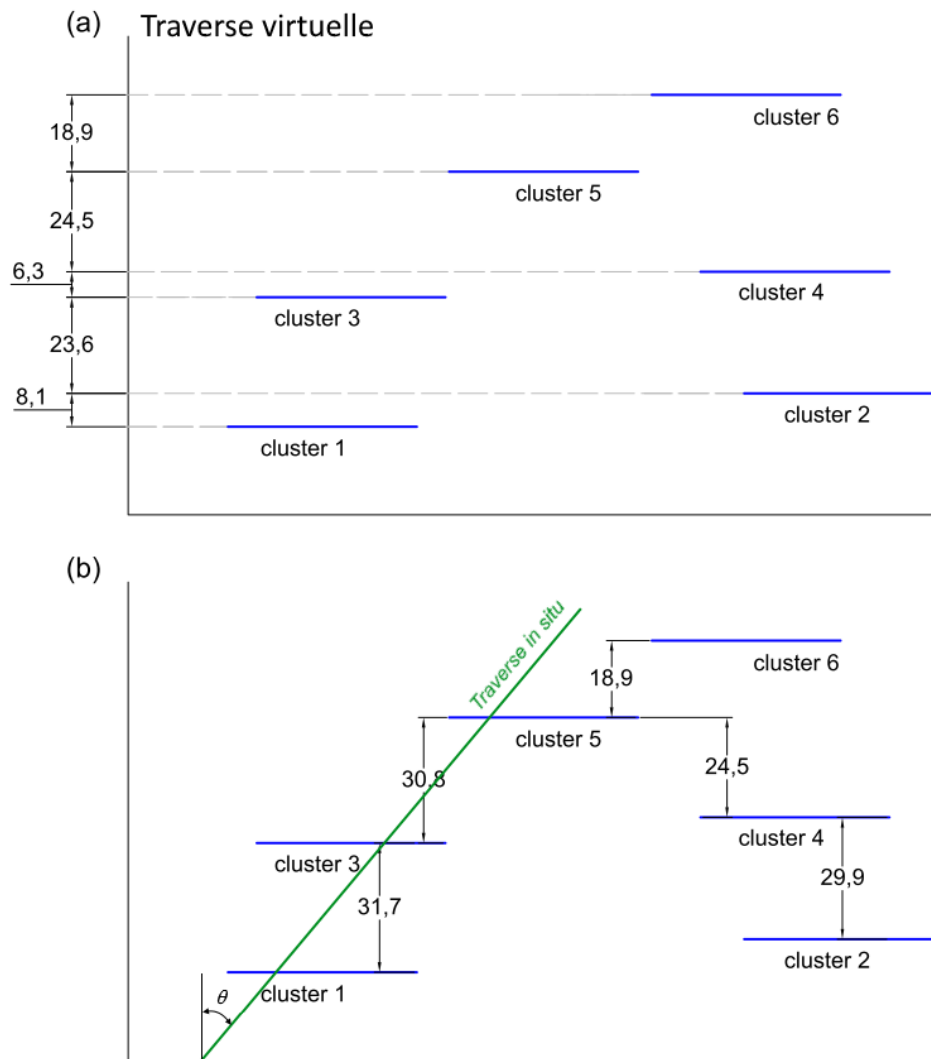 (a) Traverse virtuelle
cluster 6
18,9
cluster 5
24,5
6,3
cluster 4
cluster 3
23,6
8,1
cluster 2
cluster 1
(b)
Traverse in situ
cluster 6
18,9
cluster 5
24,5
30,8
cluster 4
cluster 3
29,9
31,7
cluster 2
cluster 1
θ